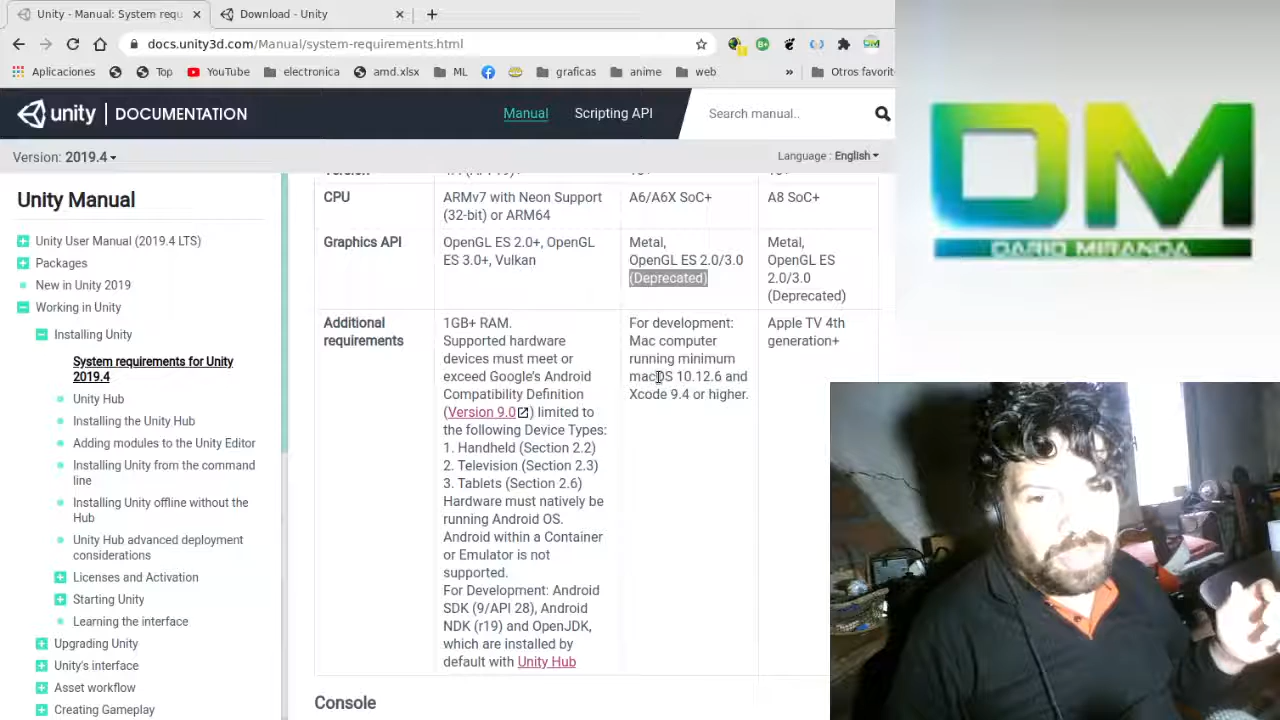 Unity - Manual: System requ
Download - Unity
docs.unity3d.com/Manual/system-requirements.html
Aplicaciones
Top
YouTube
electronica
amd.xlsx
ML
graficas
anime
web
»
Otros favorit
unity | DOCUMENTATION
Manual
Scripting API
Search manual..
Version: 2019.4
Language : English
Unity Manual
Unity User Manual (2019.4 LTS)
Packages
New in Unity 2019
Working in Unity
Installing Unity
System requirements for Unity
2019.4
Unity Hub
Installing the Unity Hub
Adding modules to the Unity Editor
Installing Unity from the command
line
Installing Unity offline without the
Hub
Unity Hub advanced deployment
considerations
Licenses and Activation
Starting Unity
Learning the interface
Upgrading Unity
Unity's interface
Asset workflow
Creating Gameplay
CPU
ARMv7 with Neon Support
(32-bit) or ARM64
A6/A6X SoC+
A8 SoC+
Graphics API
OpenGL ES 2.0+, OpenGL
ES 3.0+, Vulkan
Metal,
OpenGL ES 2.0/3.0
(Deprecated)
Metal,
OpenGL ES
2.0/3.0
(Deprecated)
Additional
requirements
1GB+ RAM.
Supported hardware
devices must meet or
exceed Google's Android
Compatibility Definition
(Version 9.0) limited to
the following Device Types:
1. Handheld (Section 2.2)
2. Television (Section 2.3)
3. Tablets (Section 2.6)
Hardware must natively be
running Android OS.
Android within a Container
or Emulator is not
supported.
For Development: Android
SDK (9/API 28), Android
NDK (r19) and OpenJDK,
which are installed by
default with Unity Hub
For development:
Mac computer
running minimum
macOS 10.12.6 and
Xcode 9.4 or higher.
Apple TV 4th
generation+
Console
DM
DARIO MIRANDA